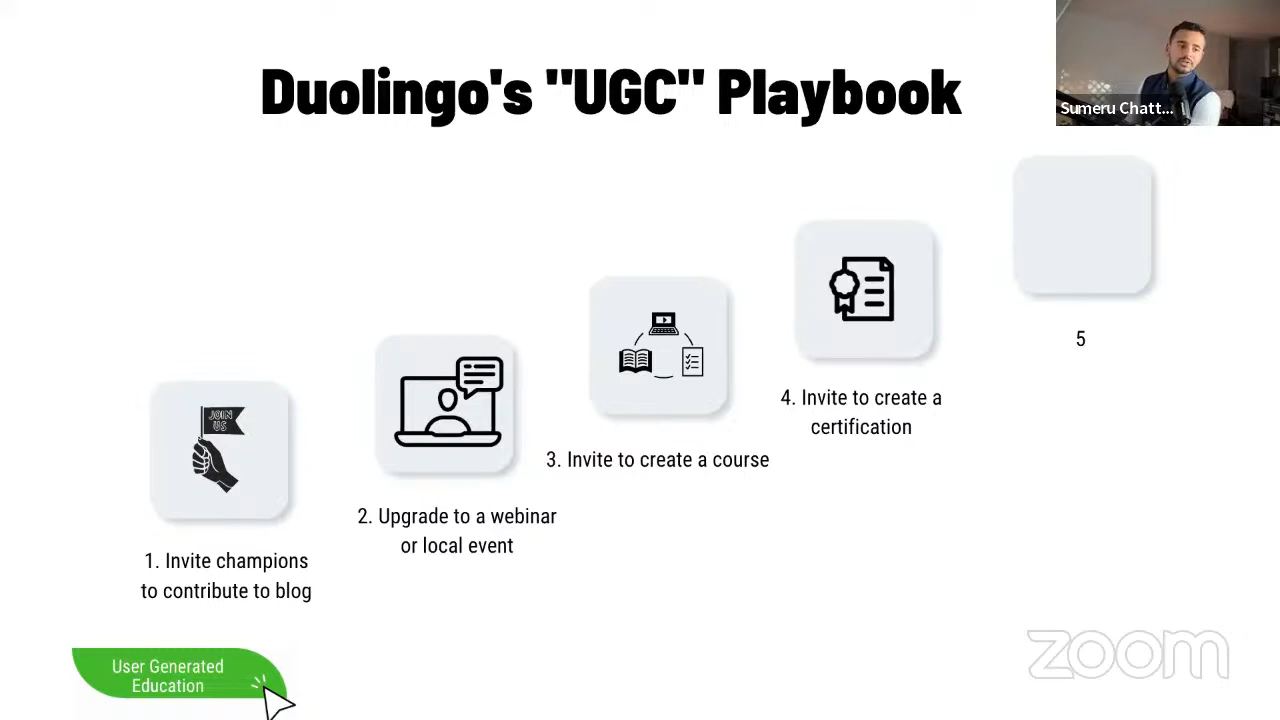 Duolingo's "UGC" Playbook
Sumeru Chatt...
5
4. Invite to create a
certification
3. Invite to create a course
2. Upgrade to a webinar
or local event
JOIN
US
1. Invite champions
to contribute to blog
User Generated
Education
zoom